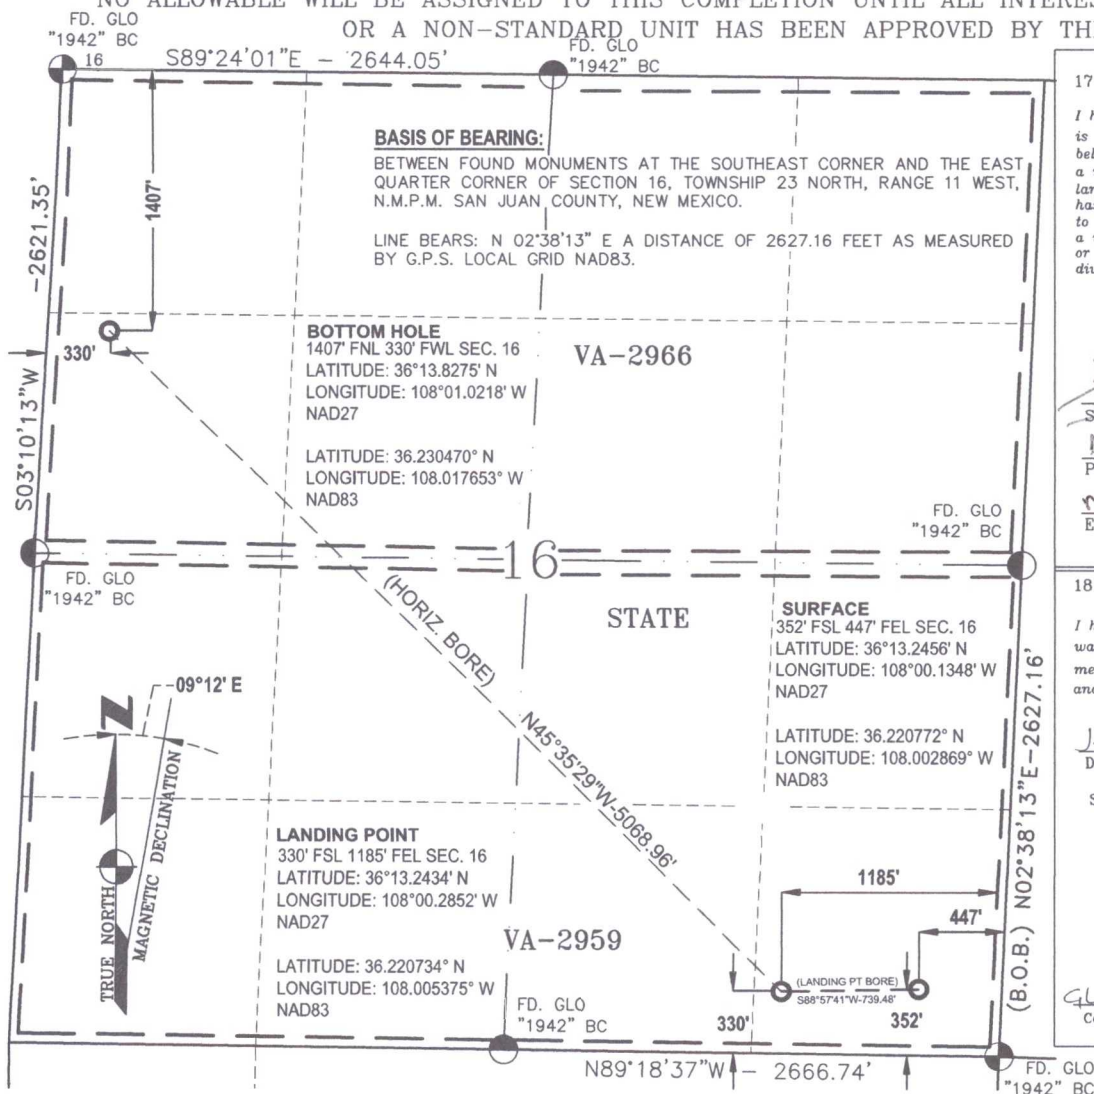 NO ALLOWABLE WILL BE ASSIGNED TO THIS COMPLETION UNTIL ALL
OR A NON-STANDARD UNIT HAS BEEN APPROVED BY
FD. GLO
"1942" BC
16
S89°24'01"E - 2644.05'
FD. GLO
"1942" BC
-2621.35'
S03°10'13"W
1407'
BASIS OF BEARING:
BETWEEN FOUND MONUMENTS AT THE SOUTHEAST CORNER AND THE EAST
QUARTER CORNER OF SECTION 16, TOWNSHIP 23 NORTH, RANGE 11 WEST,
N.M.P.M. SAN JUAN COUNTY, NEW MEXICO.
LINE BEARS: N 02°38'13" E A DISTANCE OF 2627.16 FEET AS MEASURED
BY G.P.S. LOCAL GRID NAD83.
330'
BOTTOM HOLE
1407' FNL 330' FWL SEC. 16
LATITUDE: 36°13.8275' N
LONGITUDE: 108°01.0218' W
NAD27
LATITUDE: 36.230470° N
LONGITUDE: 108.017653° W
NAD83
VA-2966
FD. GLO
"1942" BC
FD. GLO
"1942" BC
16
STATE
(HORIZ. BORE)
N45°35'29"W-5068.96'
SURFACE
352' FSL 447' FEL SEC. 16
LATITUDE: 36°13.2456' N
LONGITUDE: 108°00.1348' W
NAD27
LATITUDE: 36.220772° N
LONGITUDE: 108.002869° W
NAD83
(B.O.B.) N02°38'13"E-2627.16'
09°12' E
N
TRUE NORTH
MAGNETIC DECLINATION
LANDING POINT
330' FSL 1185' FEL SEC. 16
LATITUDE: 36°13.2434' N
LONGITUDE: 108°00.2852' W
NAD27
LATITUDE: 36.220734° N
LONGITUDE: 108.005375° W
NAD83
VA-2959
1185'
447'
(LANDING PT BORE)
S88°57'41"W-739.48'
330'
352'
FD. GLO
"1942" BC
N89°18'37"W - 2666.74'
FD. GLO
"1942" BC
17
I
is
a
to
a
or
18
I
and